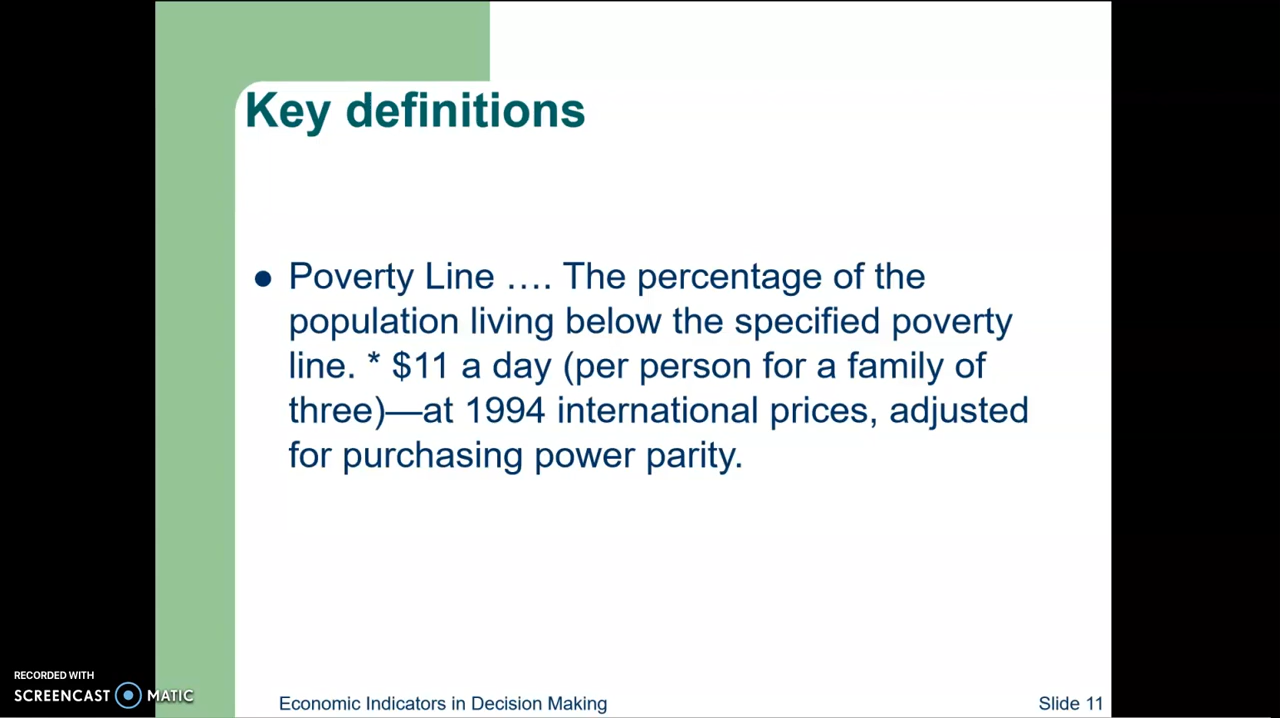 Key definitions
● Poverty Line .... The percentage of the
population living below the specified poverty
line. * $11 a day (per person for a family of
three)—at 1994 international prices, adjusted
for purchasing power parity.
RECORDED WITH
SCREENCAST MATIC
Economic Indicators in Decision Making
Slide 11